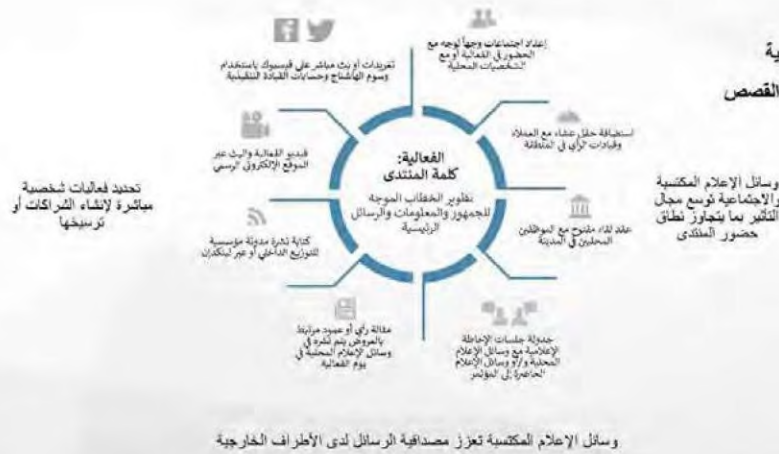 ية
القصص
إعداد اجتماعات وجهاً لوجه مع
الحضور في الفعالية أو مع
الشخصيات المحلية
استضافة حفل عشاء مع العملاء
وقيادات الرأي في المنطقة
عقد لقاء مفتوح مع الموظفين
المحليين في المدينة
جدولة جلسات الإحاطة
الإعلامية مع وسائل الإعلام
المحلية و/أو وسائل الإعلام
الحاضرة إلى المؤتمر
مقالة رأي أو عمود مرتبط
بالعروض يتم نشره في
وسائل الإعلام المحلية في
يوم الفعالية
كتابة نشرة مدونة مؤسسية
للتوزيع الداخلي أو عبر لينكدإن
فيديو الفعالية والبث عبر
الموقع الإلكتروني الرسمي
تغريدات أو بث مباشر على فيسبوك باستخدام
وسوم الهاشتاج وحسابات القيادة التنفيذية
الفعالية:
كلمة المنتدى
تطوير الخطاب الموجه
للجمهور والمعلومات والرسائل
الرئيسية
وسائل الإعلام المكتسبة
والاجتماعية توسع مجال
التأثير بما يتجاوز نطاق
حضور المنتدى
تحديد فعاليات شخصية
مباشرة لإنشاء الشراكات أو
ترسيخها
وسائل الإعلام المكتسبة تعزز مصداقية الرسائل لدى الأطراف الخارجية